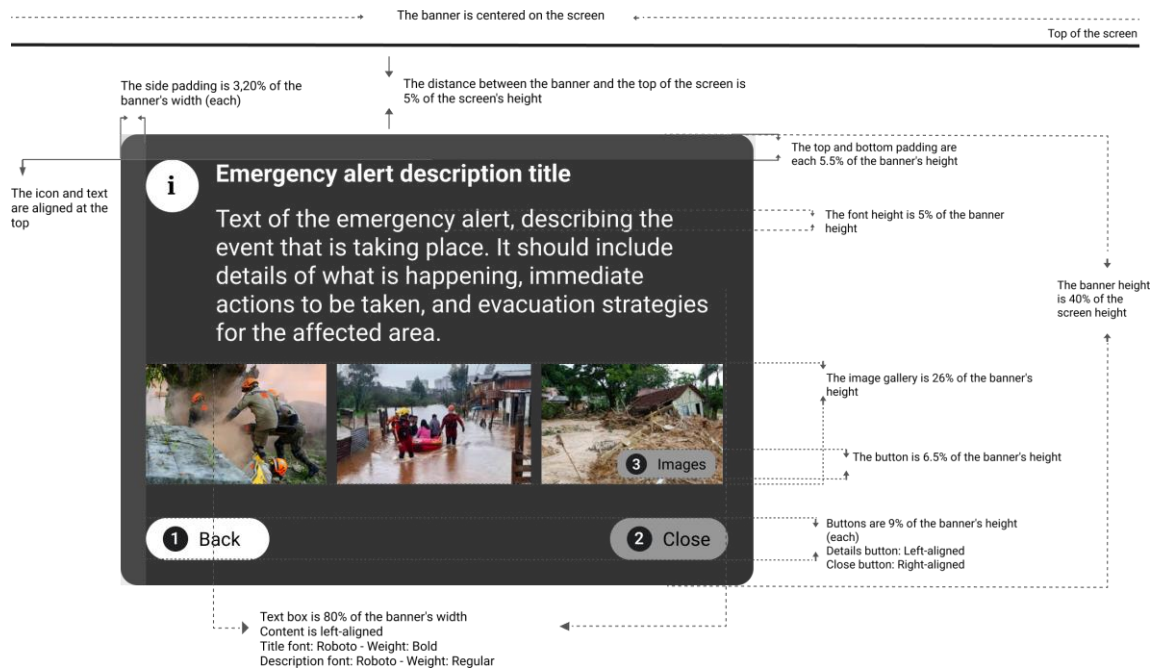 The banner is centered on the screen
Top of the screen
The side padding is 3,20% of the
banner's width (each)
The distance between the banner and the top of the screen is
5% of the screen's height
The top and bottom padding are
each 5.5% of the banner's height
The icon and text
are aligned at the
top
i
Emergency alert description title
Text of the emergency alert, describing the
event that is taking place. It should include
details of what is happening, immediate
actions to be taken, and evacuation strategies
for the affected area.
The font height is 5% of the banner
height
The banner height
is 40% of the
screen height
The image gallery is 26% of the banner's
height
3 Images
The button is 6.5% of the banner's height
1 Back
2 Close
Buttons are 9% of the banner's height
(each)
Details button: Left-aligned
Close button: Right-aligned
Text box is 80% of the banner's width
Content is left-aligned
Title font: Roboto - Weight: Bold
Description font: Roboto - Weight: Regular